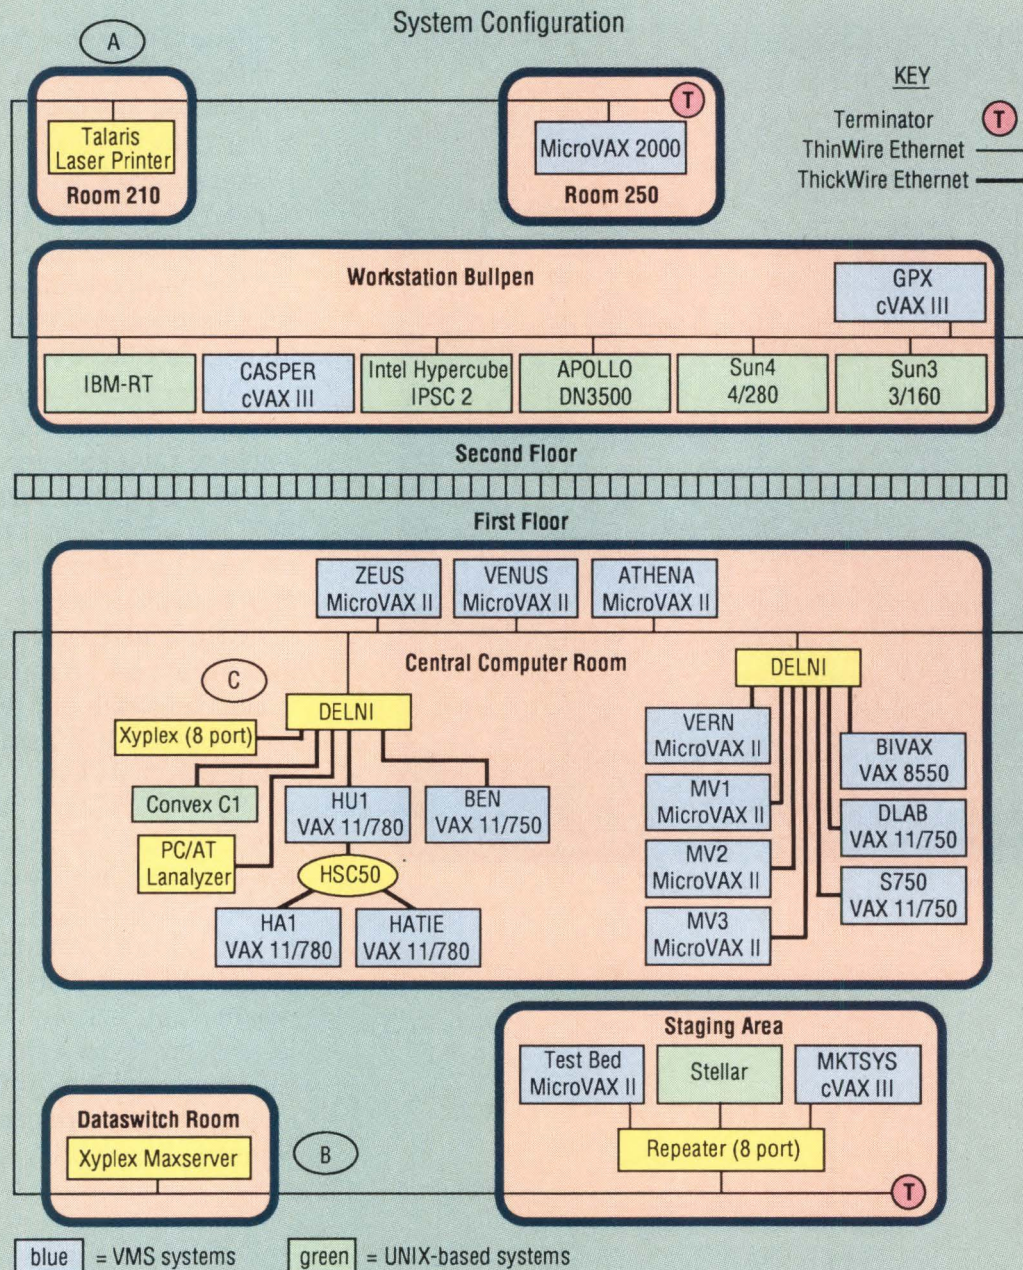 System Configuration
A
KEY
Terminator T
ThinWire Ethernet
ThickWire Ethernet
Talaris
Laser Printer
Room 210
T
MicroVAX 2000
Room 250
Workstation Bullpen
GPX
cVAX III
IBM-RT
CASPER
cVAX III
Intel Hypercube
IPSC 2
APOLLO
DN3500
Sun4
4/280
Sun3
3/160
Second Floor
First Floor
ZEUS
MicroVAX II
VENUS
MicroVAX II
ATHENA
MicroVAX II
Central Computer Room
C
DELNI
Xyplex (8 port)
Convex C1
PC/AT
Lanalyzer
HU1
VAX 11/780
BEN
VAX 11/750
HSC50
HA1
VAX 11/780
HATIE
VAX 11/780
DELNI
VERN
MicroVAX II
MV1
MicroVAX II
MV2
MicroVAX II
MV3
MicroVAX II
BIVAX
VAX 8550
DLAB
VAX 11/750
S750
VAX 11/750
Staging Area
Test Bed
MicroVAX II
Stellar
MKTSYS
cVAX III
Repeater (8 port)
T
Dataswitch Room
Xyplex Maxserver
B
blue = VMS systems
green = UNIX-based systems